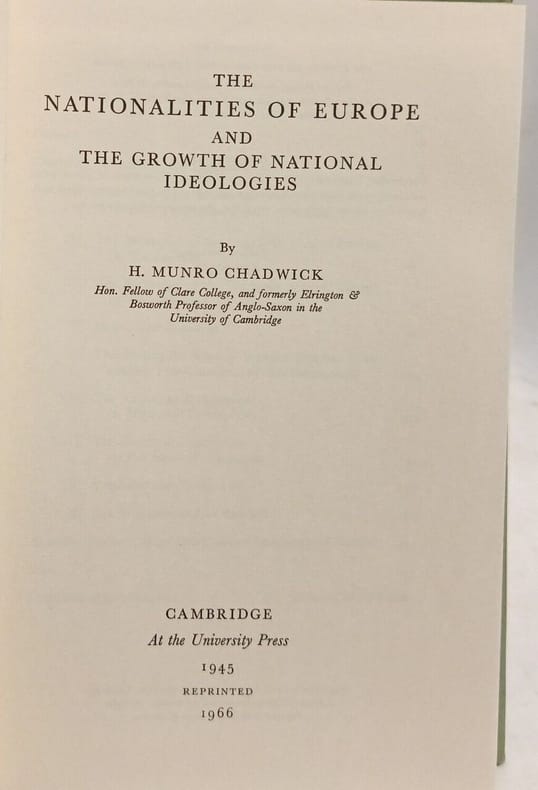 THE
NATIONALITIES OF EUROPE
AND
THE GROWTH OF NATIONAL
IDEOLOGIES
By
H. MUNRO CHADWICK
Hon. Fellow of Clare College, and formerly Elrington &
Bosworth Professor of Anglo-Saxon in the
University of Cambridge
CAMBRIDGE
At the University Press
1945
REPRINTED
1966